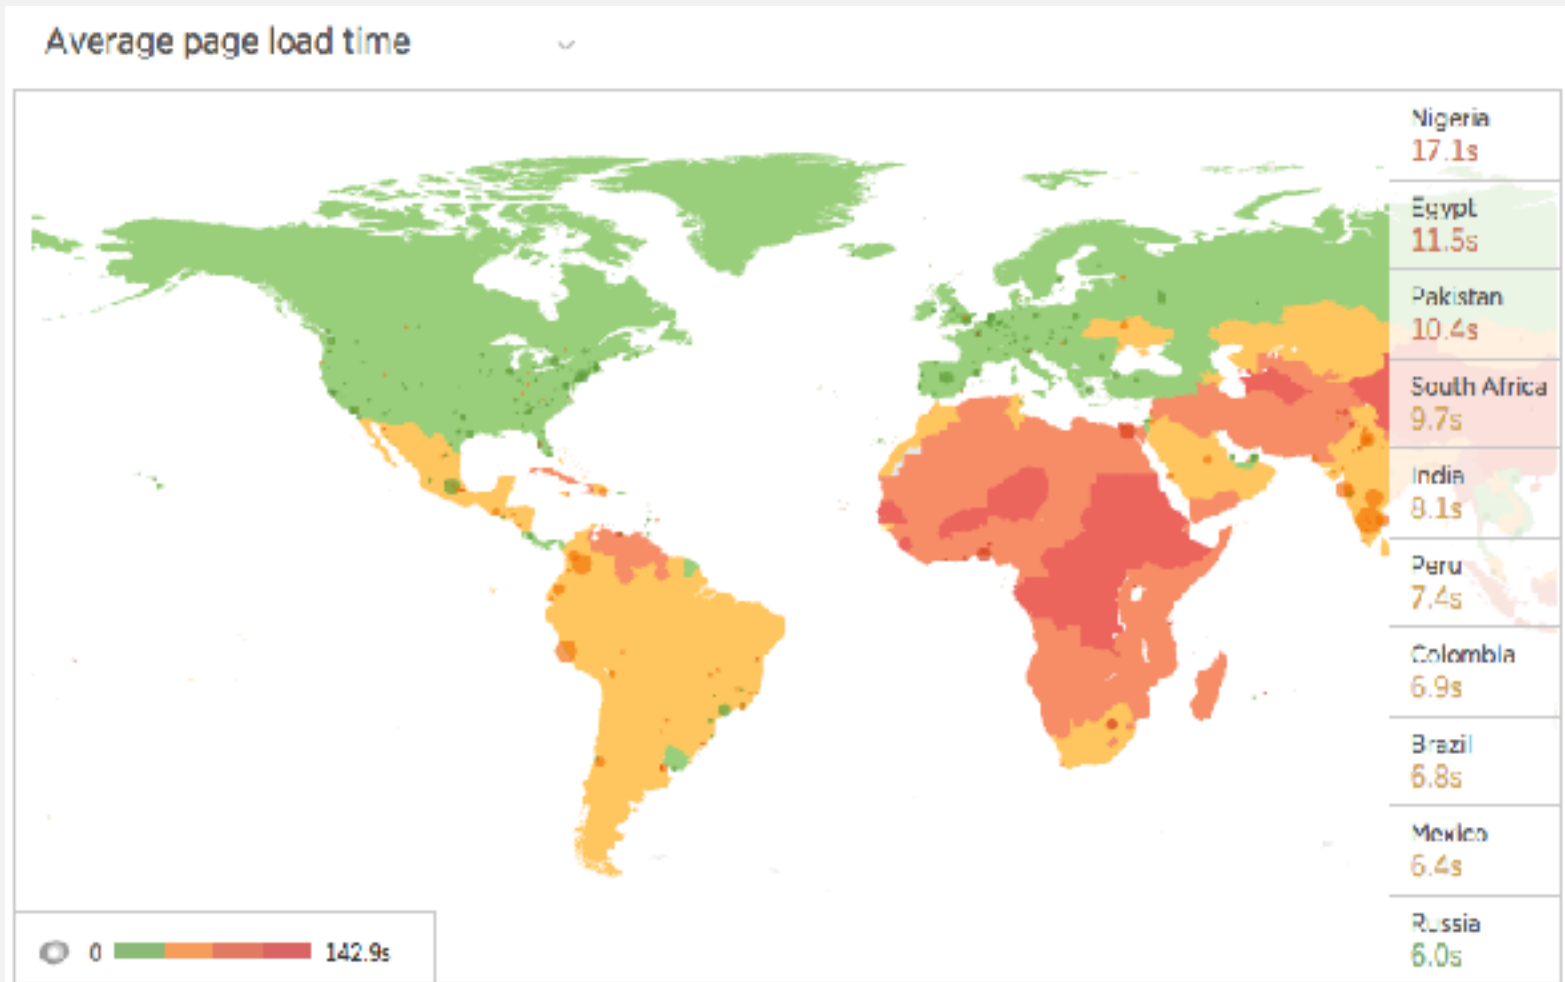 Average page load time
Nigeria
17.1s
Egypt
11.5s
Pakistan
10.4s
South Africa
9.7s
India
8.1s
Peru
7.4s
Colombia
6.9s
Brazil
6.8s
Mexico
6.4s
Russia
6.0s
0
142.9s